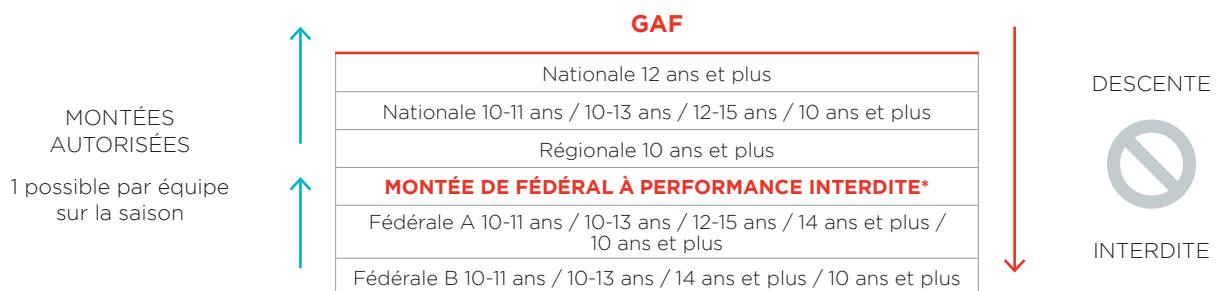 GAF
MONTÉES
AUTORISÉES
1 possible par équipe
sur la saison
Nationale 12 ans et plus
Nationale 10-11 ans / 10-13 ans / 12-15 ans / 10 ans et plus
Régionale 10 ans et plus
MONTÉE DE FÉDÉRAL À PERFORMANCE INTERDITE*
Fédérale A 10-11 ans / 10-13 ans / 12-15 ans / 14 ans et plus /
10 ans et plus
Fédérale B 10-11 ans / 10-13 ans / 14 ans et plus / 10 ans et plus
DESCENTE
INTERDITE